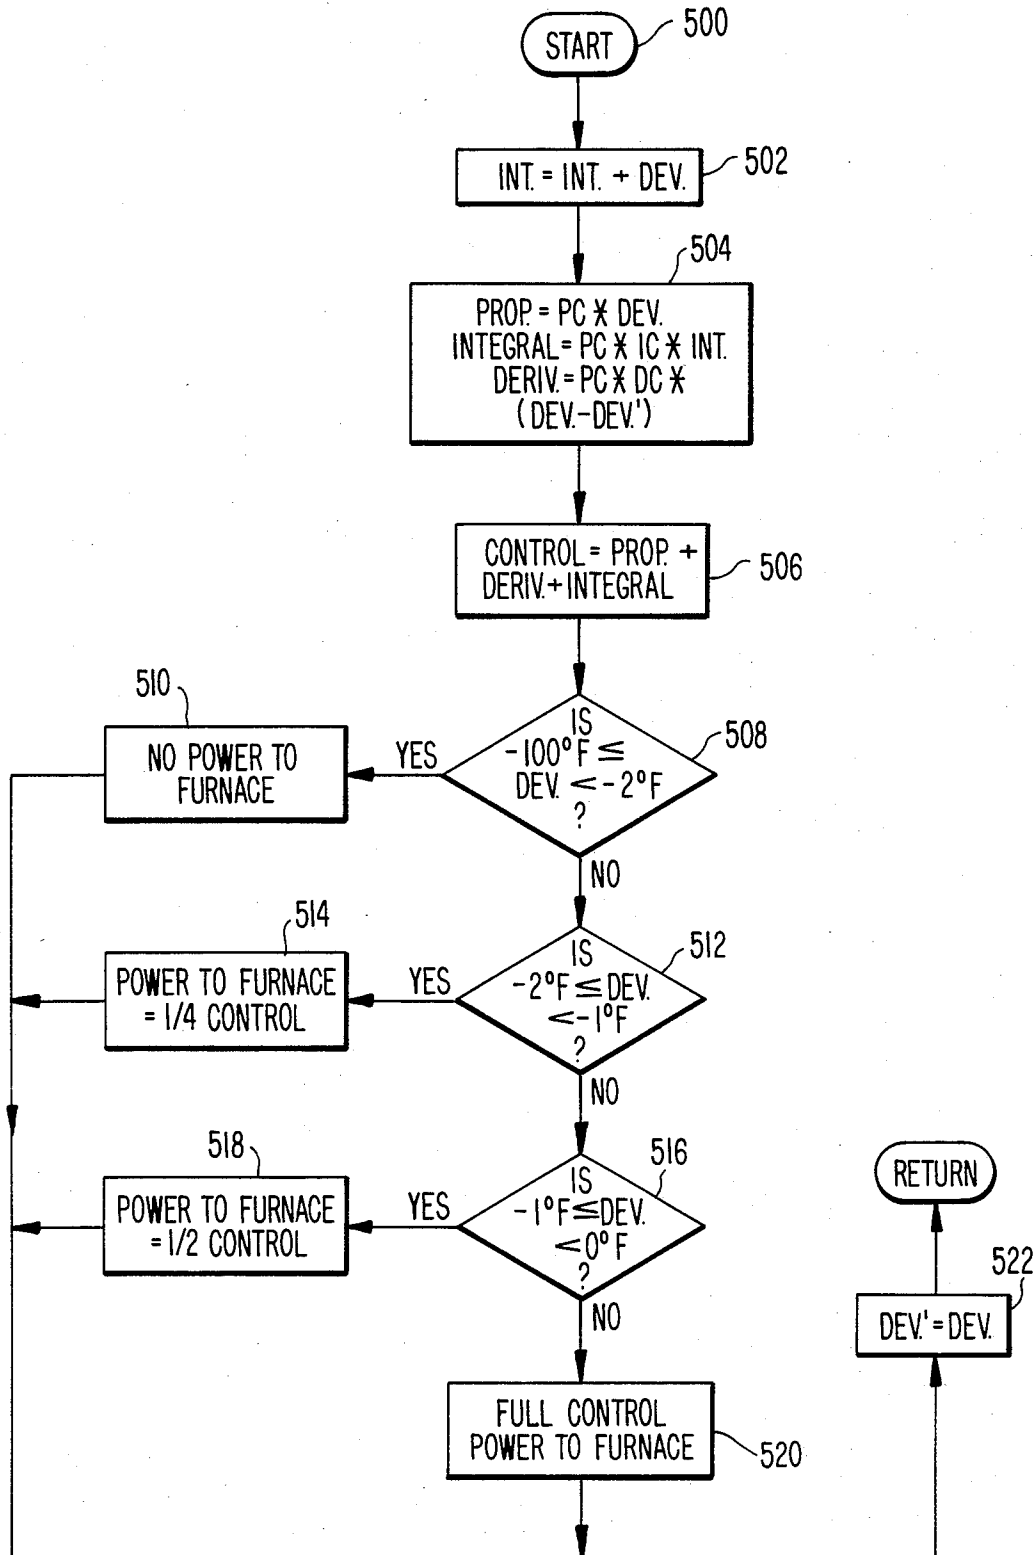 START
500
INT. = INT. + DEV.
502
504
PROP. = PC * DEV.
INTEGRAL = PC * IC * INT.
DERIV. = PC * DC *
(DEV.-DEV.')
CONTROL = PROP. +
DERIV. + INTEGRAL
506
510
NO POWER TO
FURNACE
YES
IS
-100°F ≤
DEV. < -2°F
?
508
NO
514
POWER TO FURNACE
= 1/4 CONTROL
YES
IS
-2°F ≤ DEV.
< -1°F
?
512
NO
518
POWER TO FURNACE
= 1/2 CONTROL
YES
IS
-1°F ≤ DEV.
< 0°F
?
516
NO
RETURN
522
DEV.' = DEV.
FULL CONTROL
POWER TO FURNACE
520